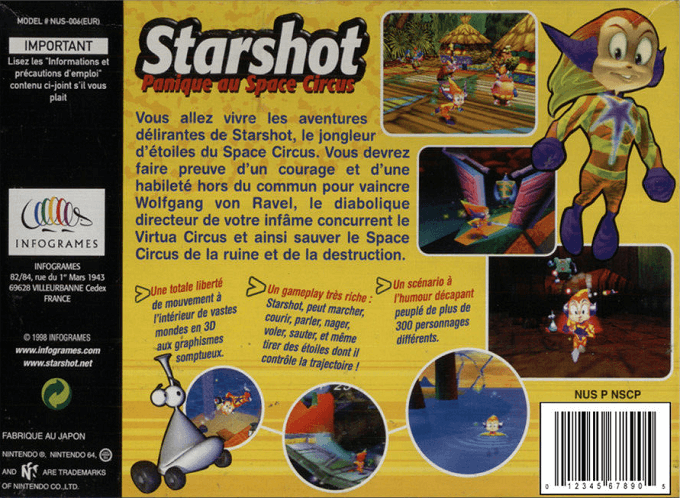 MODEL # NUS-006(EUR)
IMPORTANT
Lisez les "Informations et
précautions d'emploi"
contenu ci-joint s'il vous
plait
INFOGRAMES
INFOGRAMES
82/84, rue du 1er Mars 1943
69628 VILLEURBANNE Cedex
FRANCE
© 1998 INFOGRAMES
www.infogrames.com
www.starshot.net
FABRIQUE AU JAPON
NINTENDO ®, NINTENDO 64,
AND ARE TRADEMARKS
OF NINTENDO CO.,LTD.
Starshot
Panique au Space Circus
Vous allez vivre les aventures
délirantes de Starshot, le jongleur
d'étoiles du Space Circus. Vous devrez
faire preuve d'un courage et d'une
habileté hors du commun pour vaincre
Wolfgang von Ravel, le diabolique
directeur de votre infâme concurrent le
Virtua Circus et ainsi sauver le Space
Circus de la ruine et de la destruction.
Une totale liberté
de mouvement à
l'intérieur de vastes
mondes en 3D
aux graphismes
somptueux.
Un gameplay très riche :
Starshot, peut marcher,
courir, parler, nager,
voler, sauter, et même
tirer des étoiles dont il
contrôle la trajectoire !
Un scénario à
l'humour décapant
peuplé de plus de
300 personnages
différents.
NUS P NSCP
0 12345 67890 5